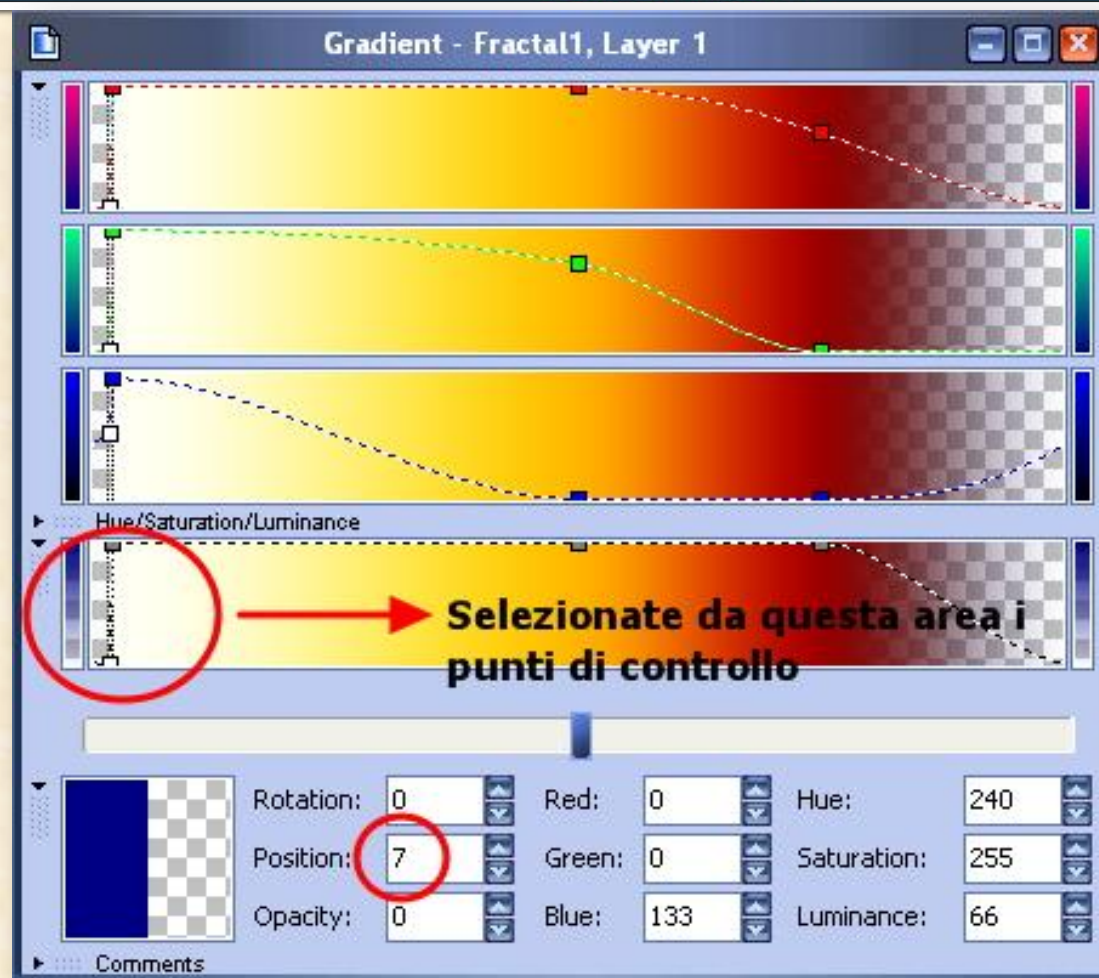 Gradient - Fractal1, Layer 1
Hue/Saturation/Luminance
Selezionate da questa area i
punti di controllo
Rotation: 0 Red: 0 Hue: 240
Position: 7 Green: 0 Saturation: 255
Opacity: 0 Blue: 133 Luminance: 66
Comments